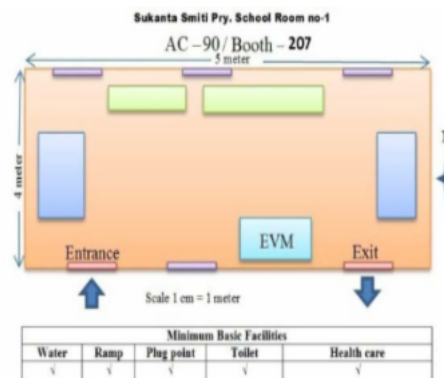 Sukanta Smiti Pry. School Room no-1
AC –90/ Booth – 207
5 meter
4 meter
Entrance
EVM
Exit
Scale 1 cm = 1 meter
Minimum Basic Facilities
Water Ramp Plug point Toilet Health care
√ √ √ √ √